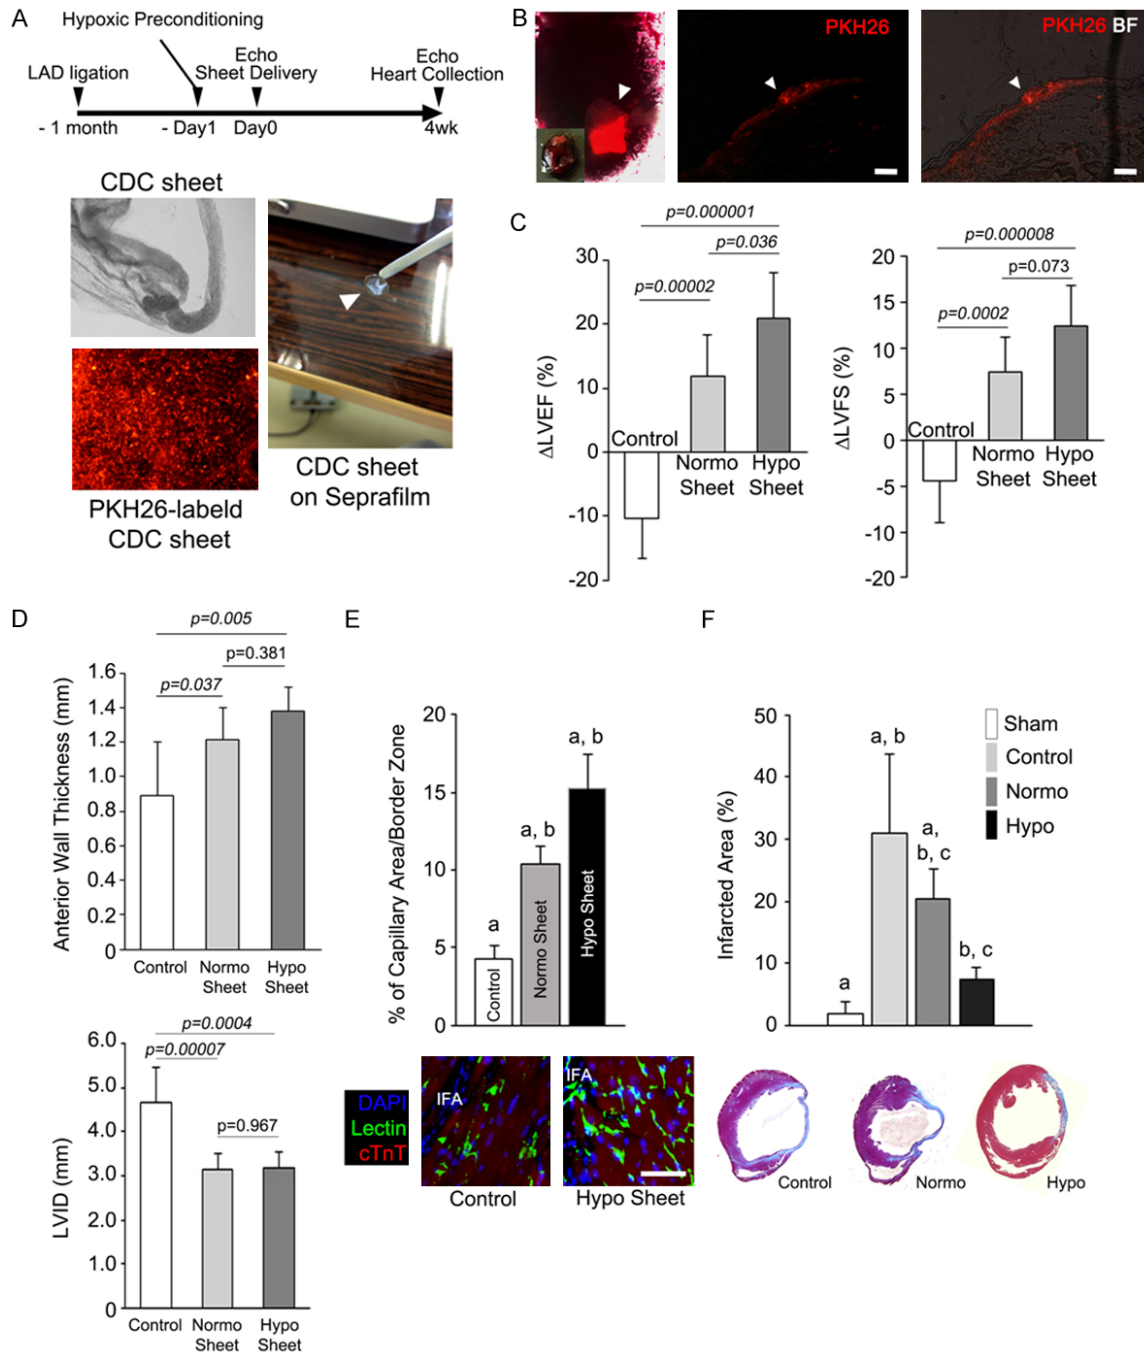 A
Hypoxic Preconditioning
LAD ligation
Echo
Sheet Delivery
Echo
Heart Collection
- 1 month
- Day1
Day0
4wk
CDC sheet
PKH26-labeld
CDC sheet
CDC sheet
on Seprafilm
B
PKH26
PKH26 BF
C
p=0.000001
p=0.036
p=0.00002
30
20
10
0
-10
-20
ΔLVEF (%)
Control
Normo
Sheet
Hypo
Sheet
p=0.000008
p=0.073
p=0.0002
20
15
10
5
0
-5
-10
-20
ΔLVFS (%)
Control
Normo
Sheet
Hypo
Sheet
D
p=0.005
p=0.381
p=0.037
1.6
1.4
1.2
1.0
0.8
0.6
0.4
0.2
0
Anterior Wall Thickness (mm)
Control
Normo
Sheet
Hypo
Sheet
p=0.0004
p=0.00007
p=0.967
6.0
5.0
4.0
3.0
2.0
1.0
0
LVID (mm)
Control
Normo
Sheet
Hypo
Sheet
E
20
15
10
5
0
% of Capillary Area/Border Zone
a
a, b
a, b
Control
Normo Sheet
Hypo Sheet
DAPI
Lectin
cTnT
IFA
IFA
Control
Hypo Sheet
F
50
40
30
20
10
0
Infarcted Area (%)
a
a, b
a,
b, c
b, c
Sham
Control
Normo
Hypo
Control
Normo
Hypo